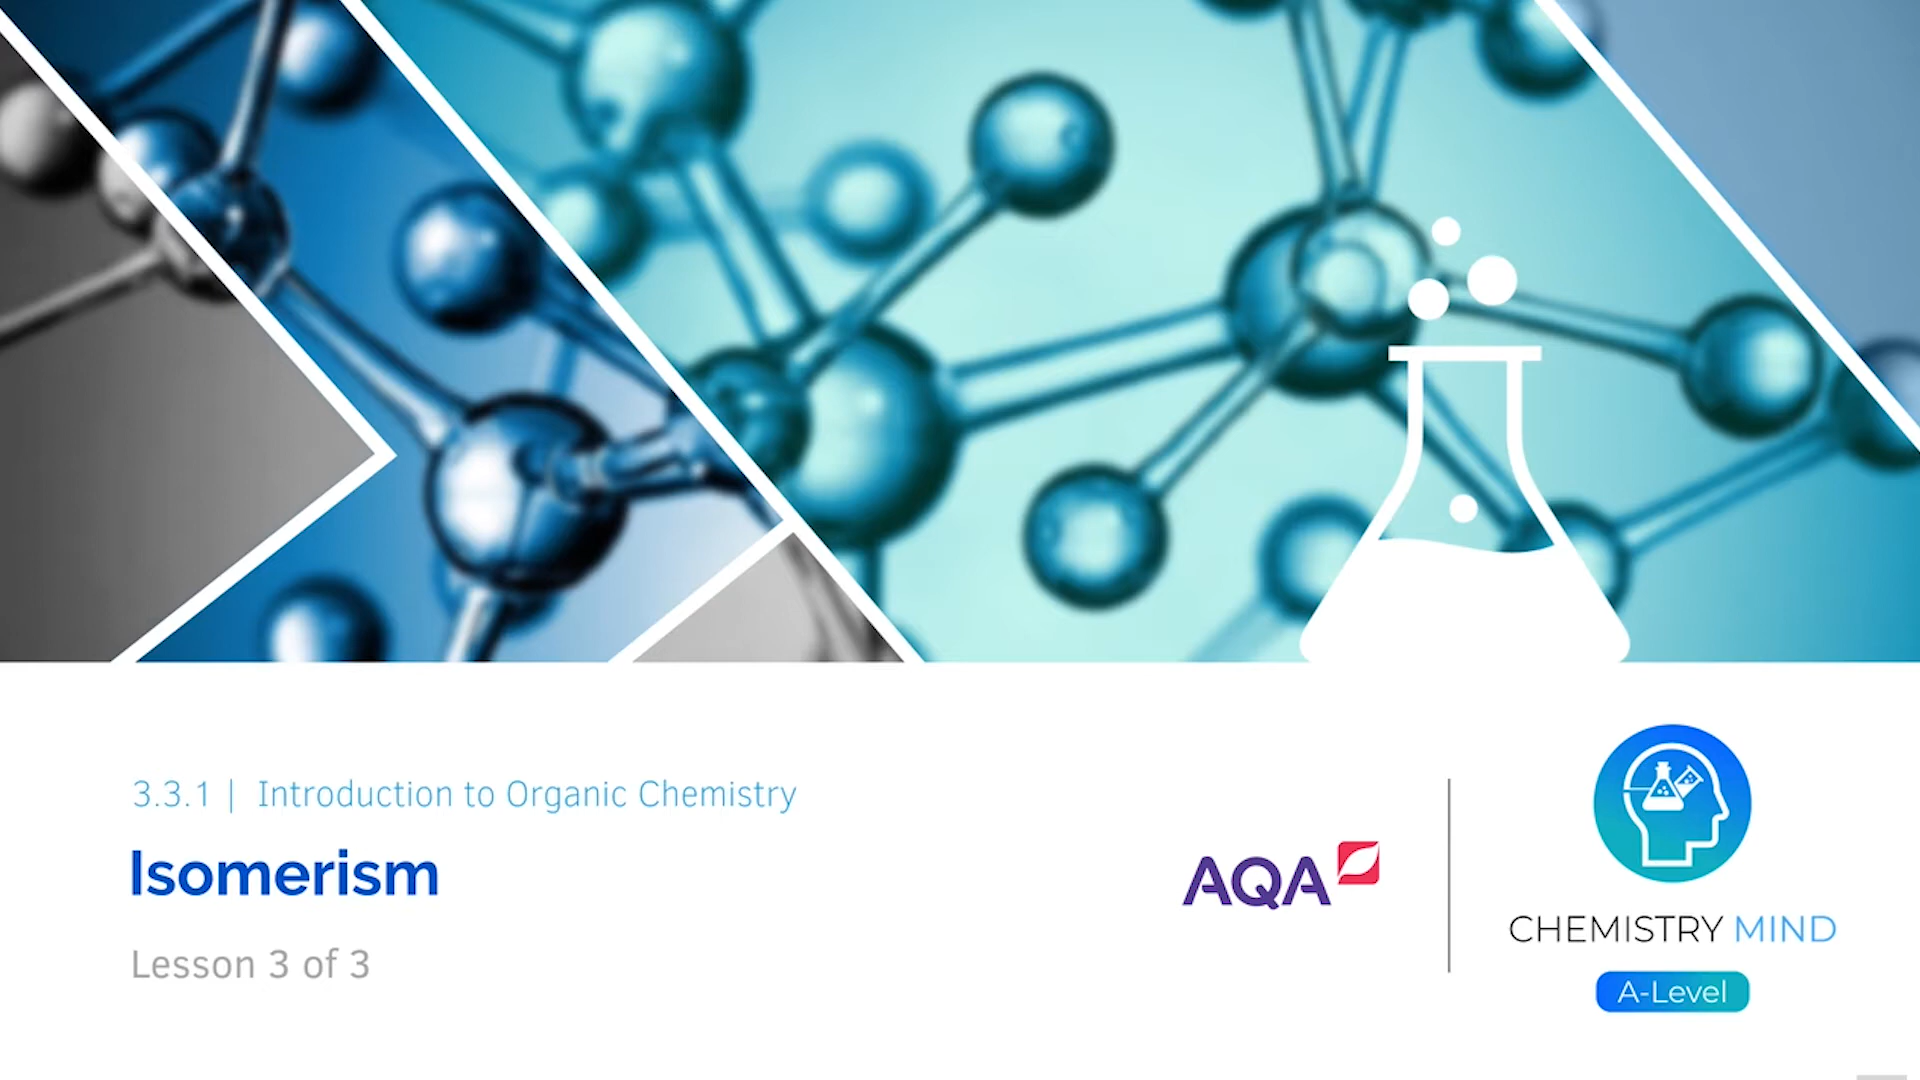 3.3.1 | Introduction to Organic Chemistry
Isomerism
Lesson 3 of 3
AQA
CHEMISTRY MIND
A-Level